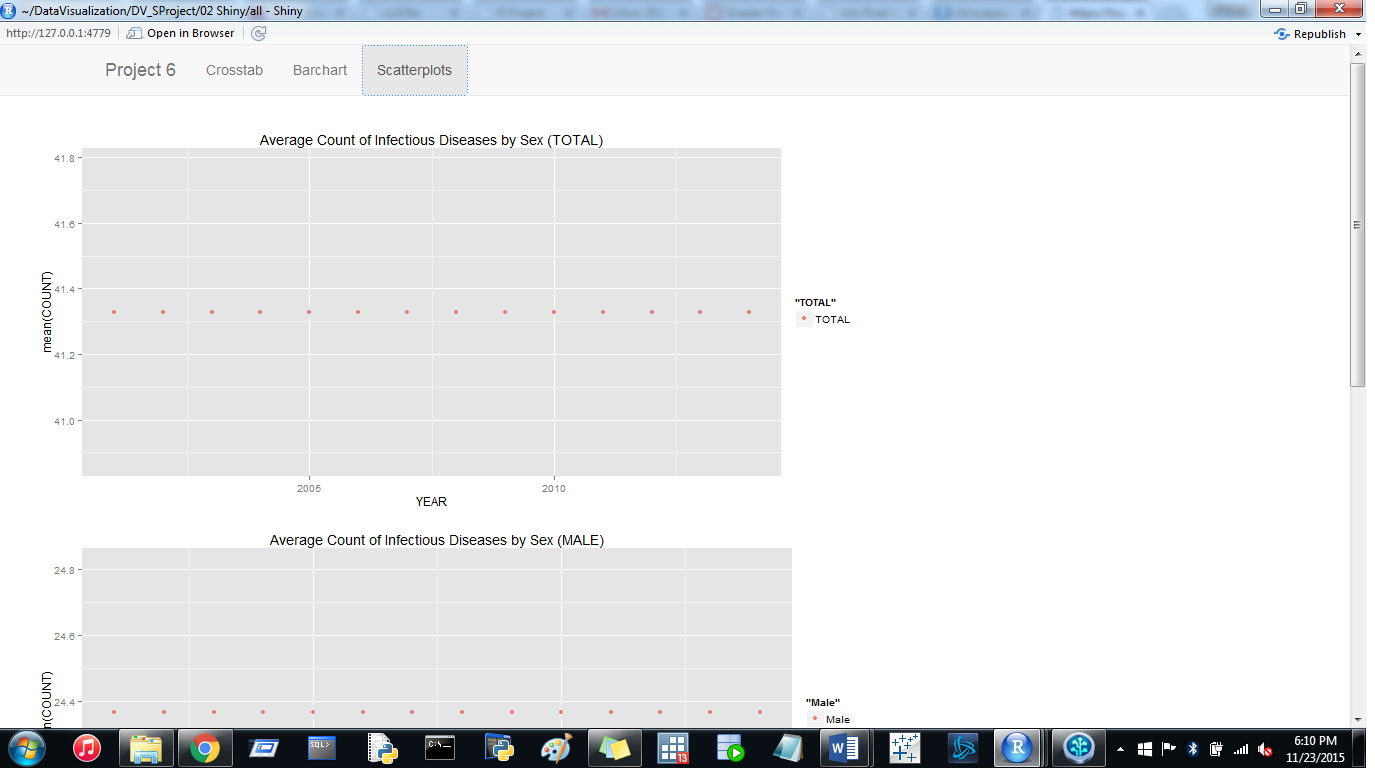 ~/DataVisualization/DV_SProject/02 Shiny/all - Shiny
http://127.0.0.1:4779 Open in Browser Republish
Project 6 Crosstab Barchart Scatterplots
Average Count of Infectious Diseases by Sex (TOTAL)
41.8
41.6
41.4
41.2
41.0
mean(COUNT)
2005 2010
YEAR
"TOTAL"
TOTAL
Average Count of Infectious Diseases by Sex (MALE)
24.8
24.6
24.4
n(COUNT)
"Male"
Male
SQL>
C:\_
13
W
R
6:10 PM
11/23/2015